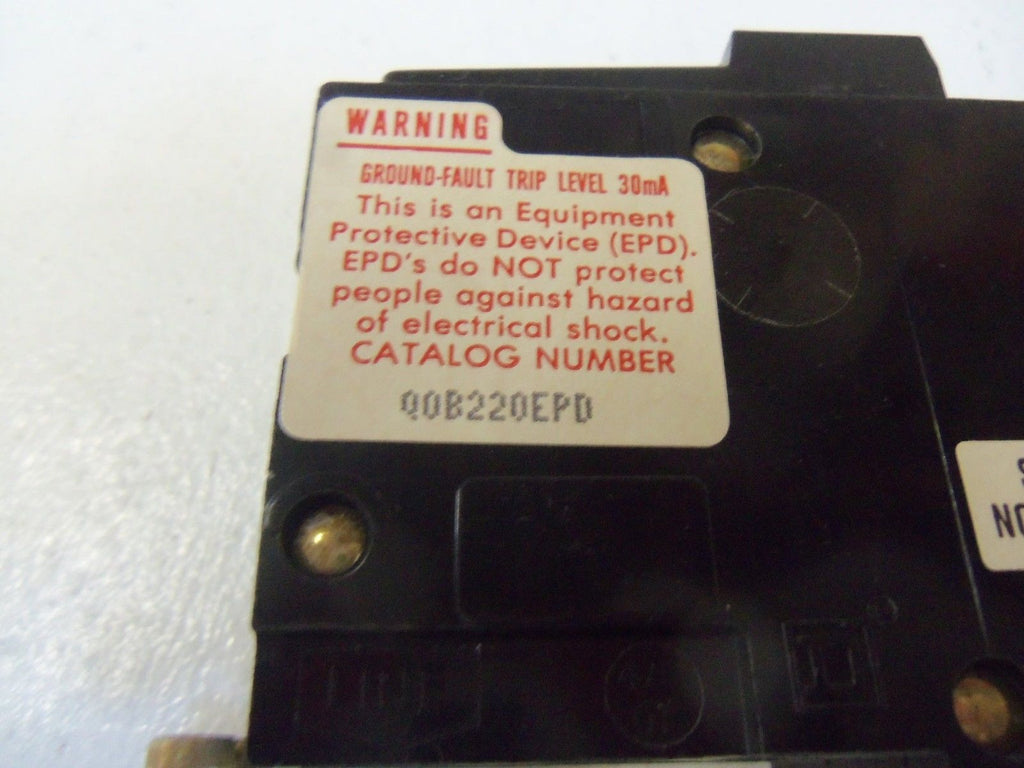 WARNING
GROUND-FAULT TRIP LEVEL 30mA
This is an Equipment
Protective Device (EPD).
EPD's do NOT protect
people against hazard
of electrical shock.
CATALOG NUMBER
QOB220EPD
S
NO